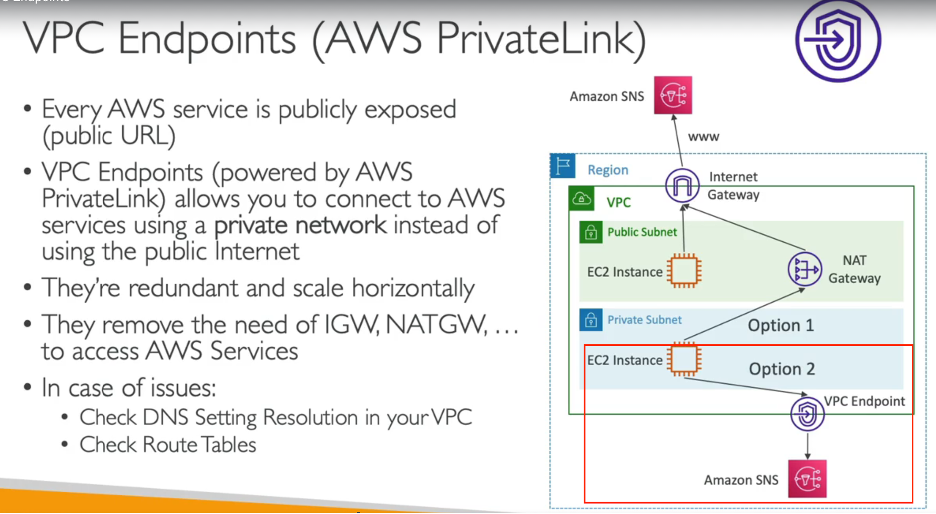 VPC Endpoints (AWS PrivateLink)
• Every AWS service is publicly exposed
(public URL)
• VPC Endpoints (powered by AWS
PrivateLink) allows you to connect to AWS
services using a private network instead of
using the public Internet
• They're redundant and scale horizontally
• They remove the need of IGW, NATGW, …
to access AWS Services
• In case of issues:
• Check DNS Setting Resolution in your VPC
• Check Route Tables
Amazon SNS
www
Region
Internet
Gateway
VPC
Public Subnet
EC2 Instance
NAT
Gateway
Private Subnet
Option 1
EC2 Instance
Option 2
VPC Endpoint
Amazon SNS